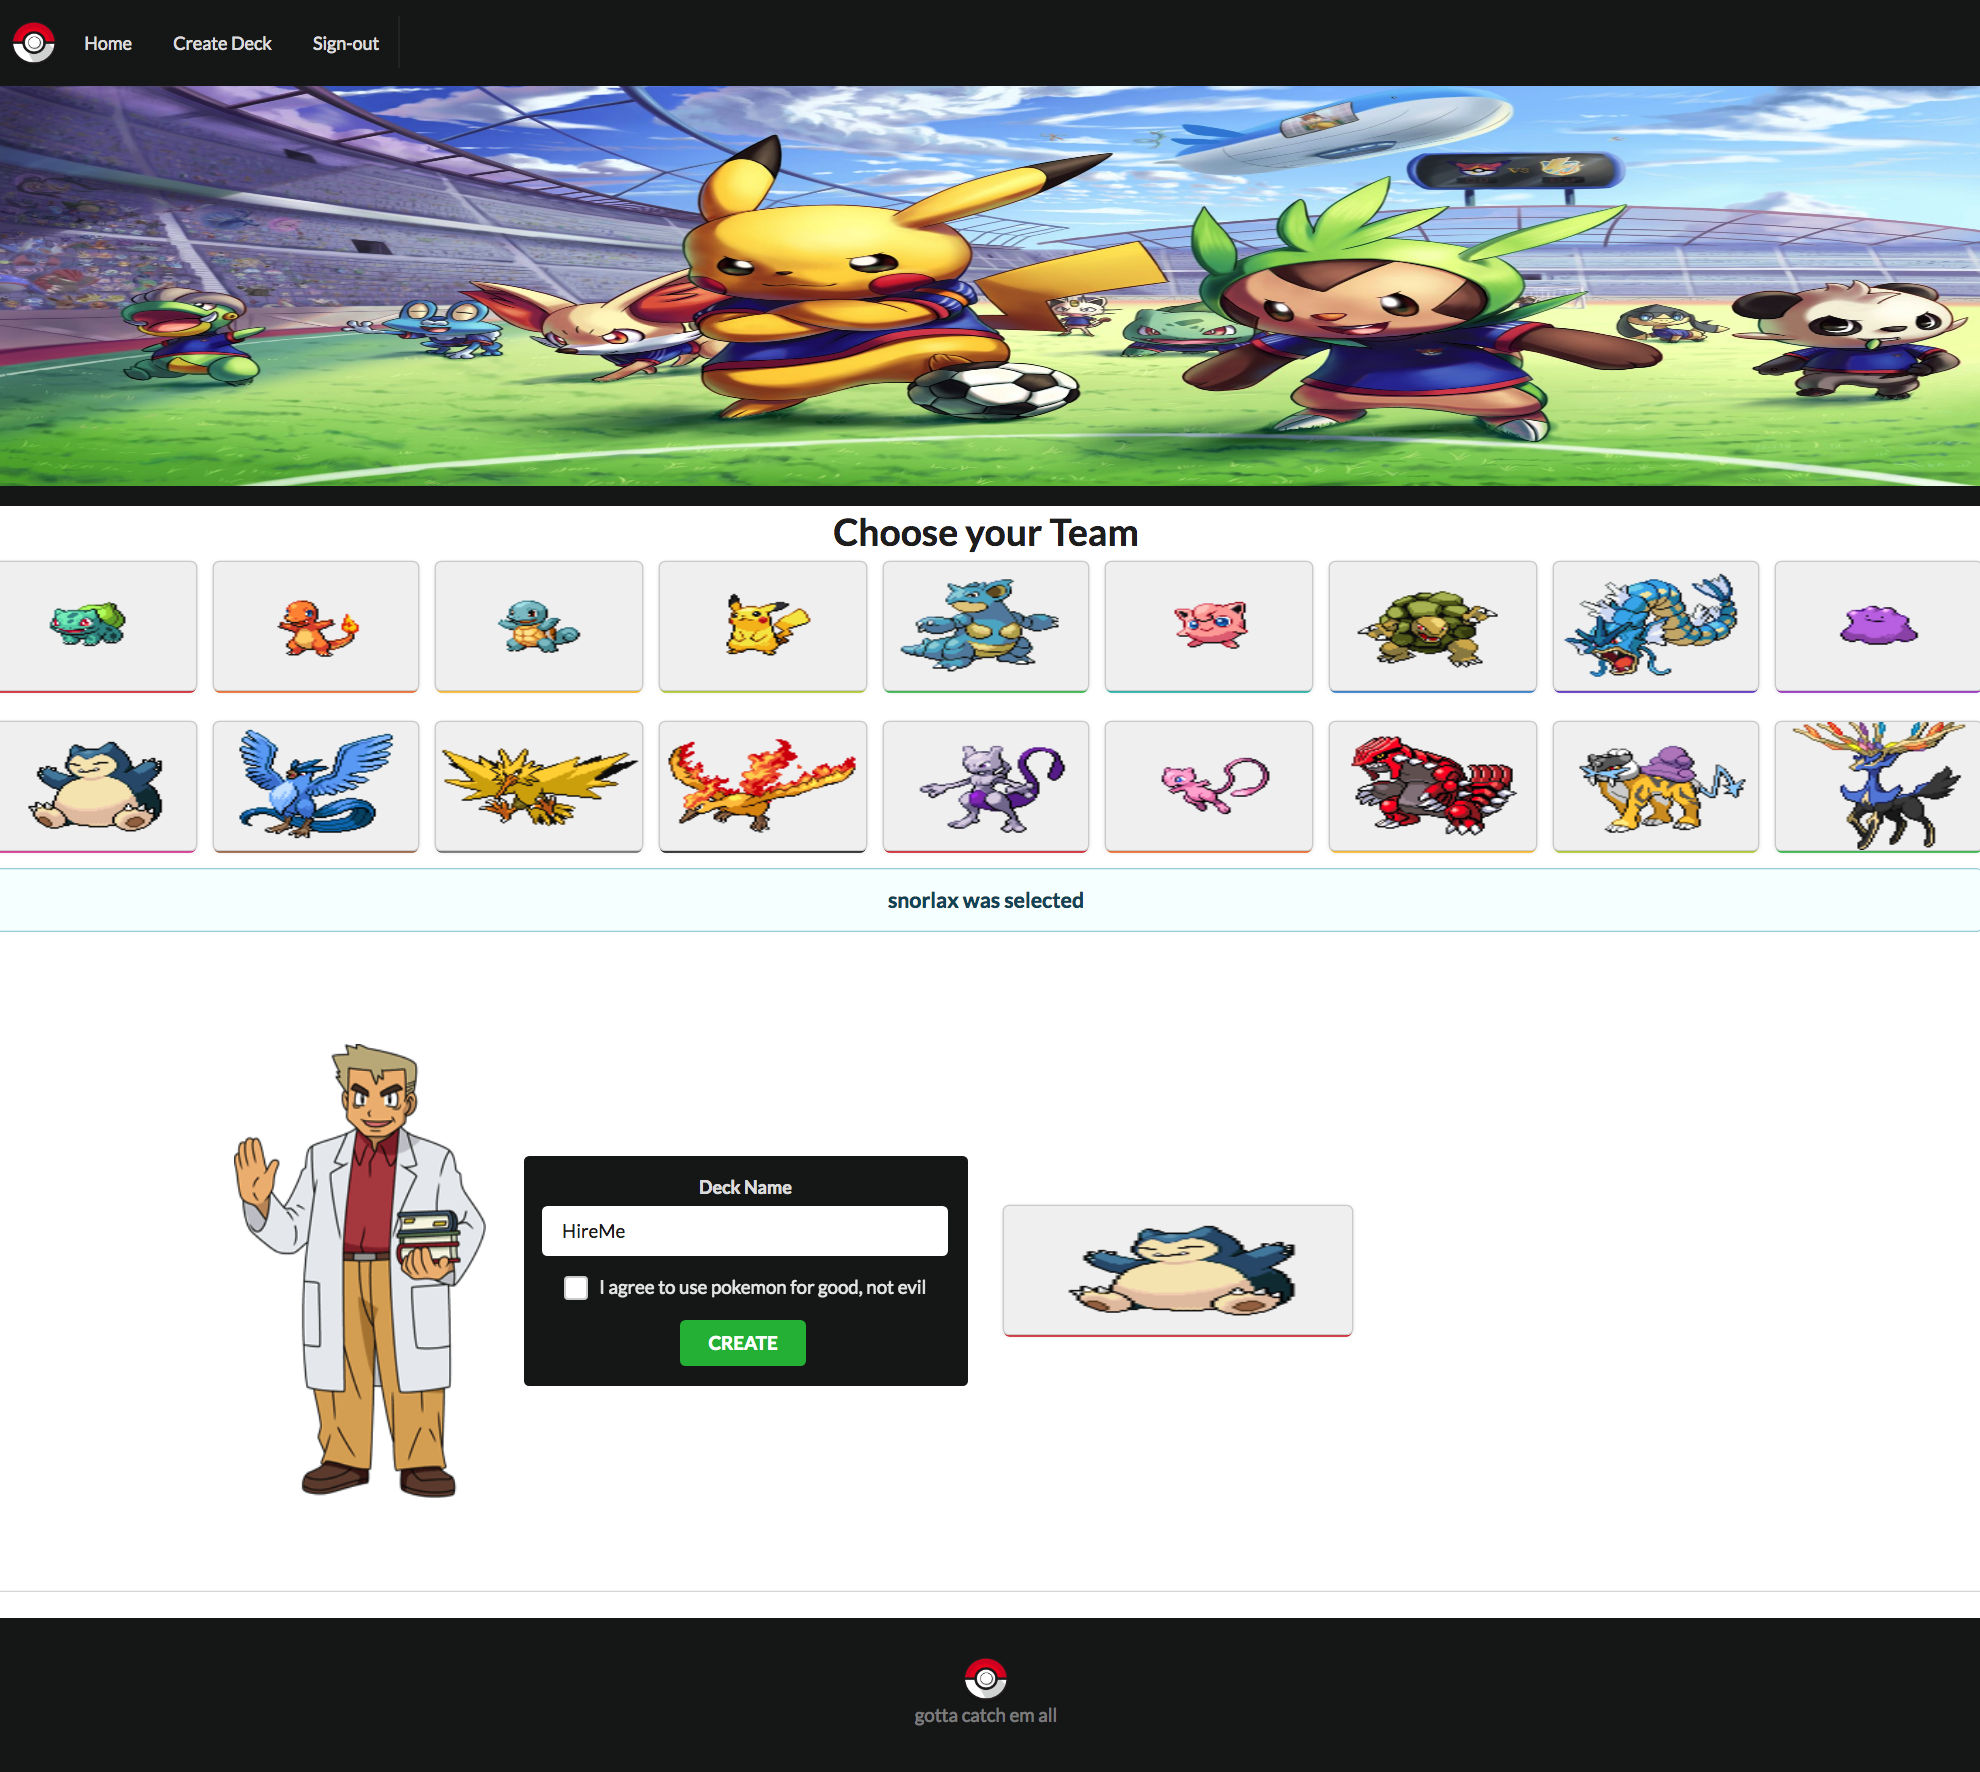 Home Create Deck Sign-out
VS
Choose your Team
snorlax was selected
Deck Name
HireMe
I agree to use pokemon for good, not evil
CREATE
gotta catch em all